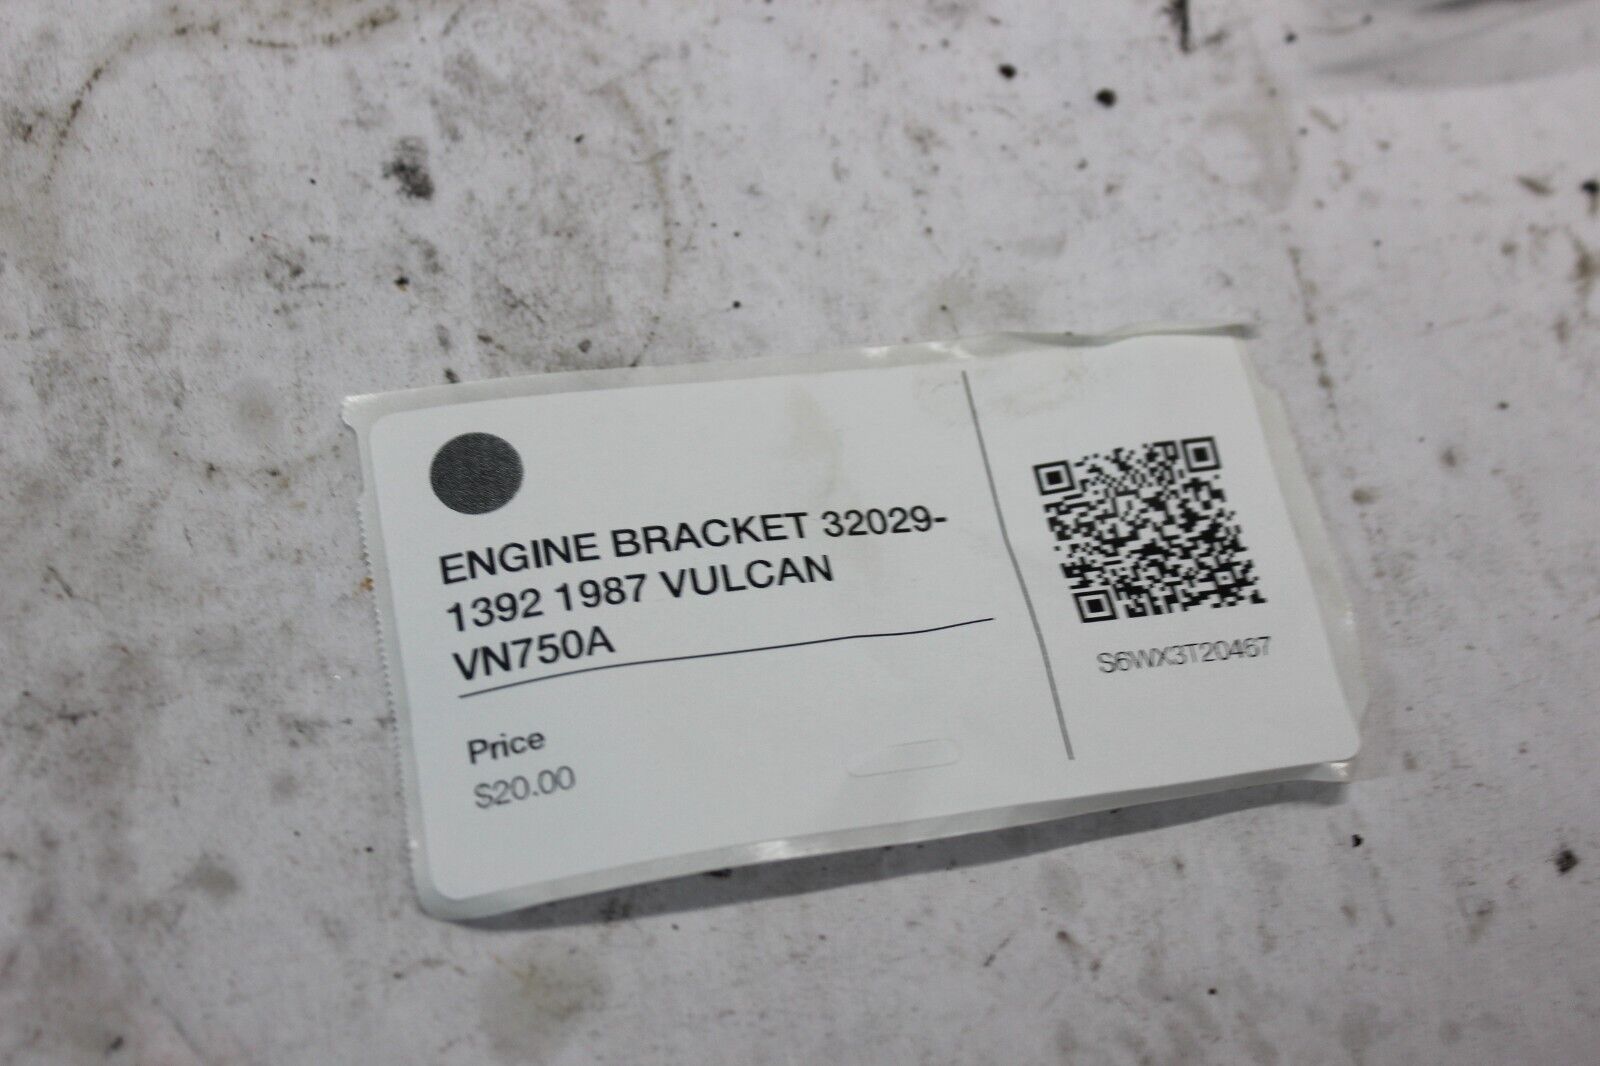 ENGINE BRACKET 32029-
1392 1987 VULCAN
VN750A
Price
$20.00
S6WX3T20467